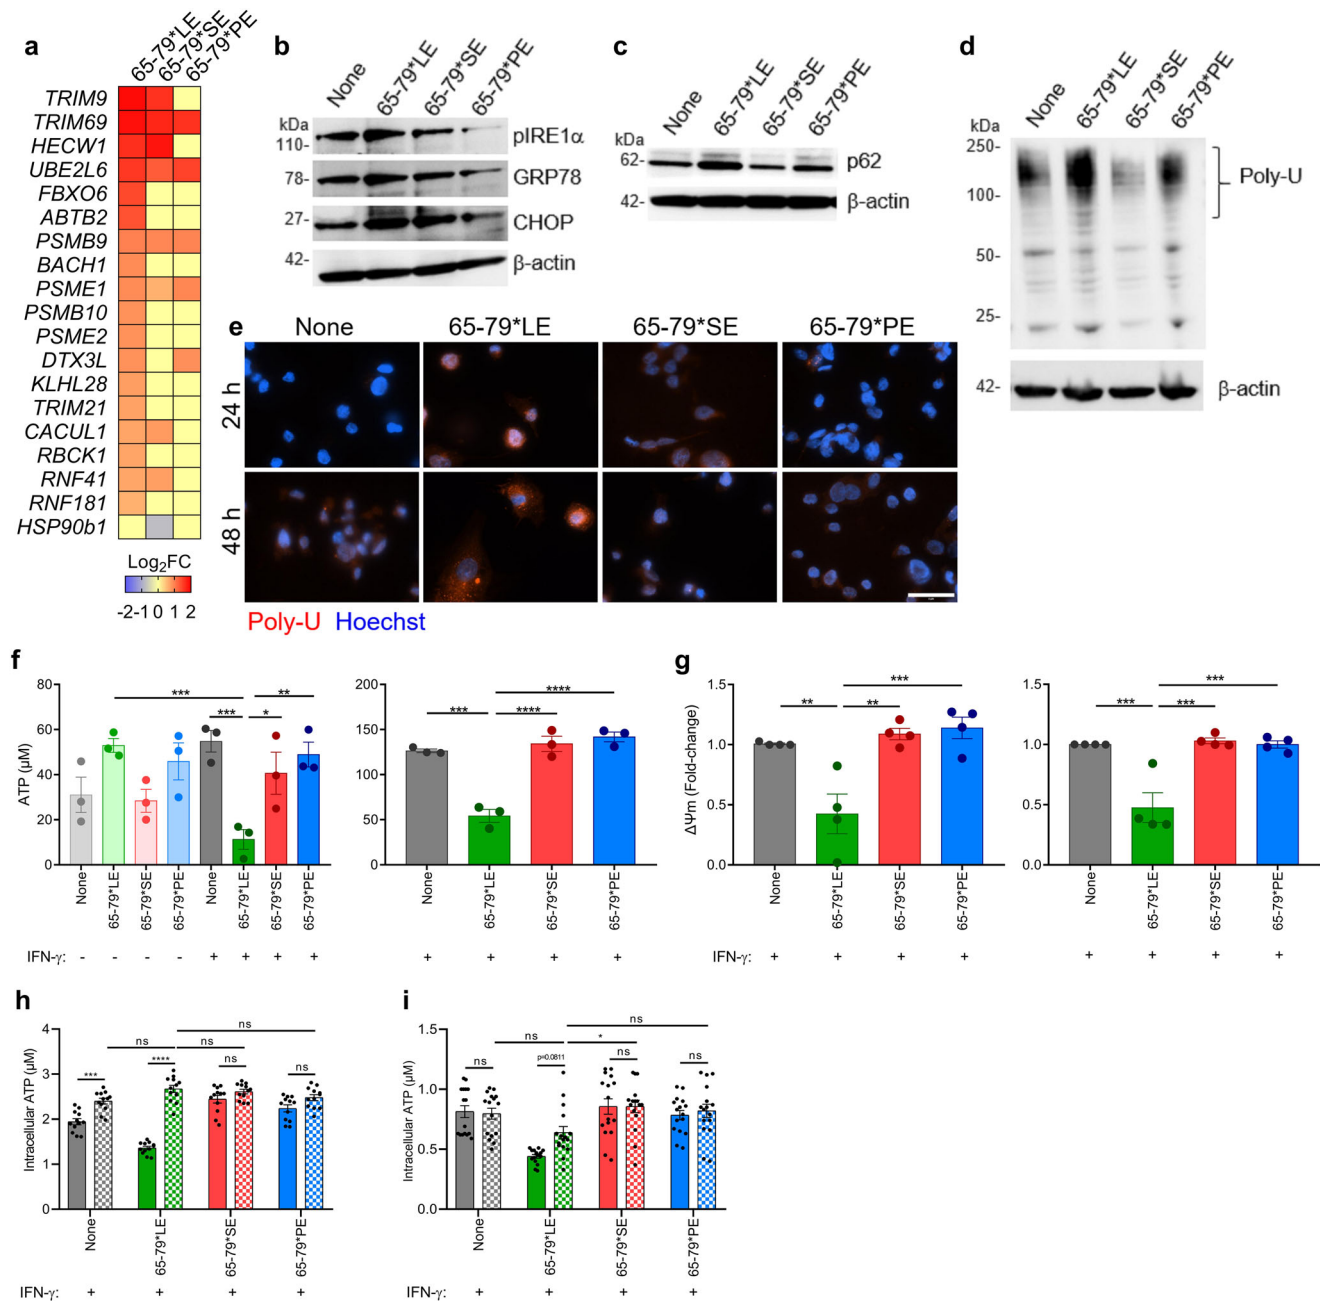 a
65-79*LE
65-79*SE
65-79*PE
TRIM9
TRIM69
HECW1
UBE2L6
FBXO6
ABTB2
PSMB9
BACH1
PSME1
PSMB10
PSME2
DTX3L
KLHL28
TRIM21
CACUL1
RBCK1
RNF41
RNF181
HSP90b1
Log₂FC
-2 -1 0 1 2
b
None
65-79*LE
65-79*SE
65-79*PE
kDa
110-
pIRE1α
78-
GRP78
27-
CHOP
42-
β-actin
c
None
65-79*LE
65-79*SE
65-79*PE
kDa
62-
p62
42-
β-actin
d
None
65-79*LE
65-79*SE
65-79*PE
kDa
250-
Poly-U
100-
50-
25-
42-
β-actin
e
None 65-79*LE 65-79*SE 65-79*PE
24 h
48 h
Poly-U Hoechst
f
ATP (μM)
80
60
40
20
0
***
**
***
*
None 65-79*LE 65-79*SE 65-79*PE None 65-79*LE 65-79*SE 65-79*PE
IFN-γ: - - - - + + + +
200
150
100
50
0
****
***
****
None 65-79*LE 65-79*SE 65-79*PE
+ + + +
g
ΔΨm (Fold-change)
1.5
1.0
0.5
0.0
***
**
**
None 65-79*LE 65-79*SE 65-79*PE
IFN-γ: + + + +
1.5
1.0
0.5
0.0
***
***
***
None 65-79*LE 65-79*SE 65-79*PE
+ + + +
h
Intracellular ATP (μM)
4
3
2
1
0
ns
ns
ns
***
****
ns
ns
None 65-79*LE 65-79*SE 65-79*PE
IFN-γ: + + + +
i
Intracellular ATP (μM)
1.5
1.0
0.5
0.0
ns
ns
*
ns
p=0.0811
ns
ns
None 65-79*LE 65-79*SE 65-79*PE
IFN-γ: + + + +